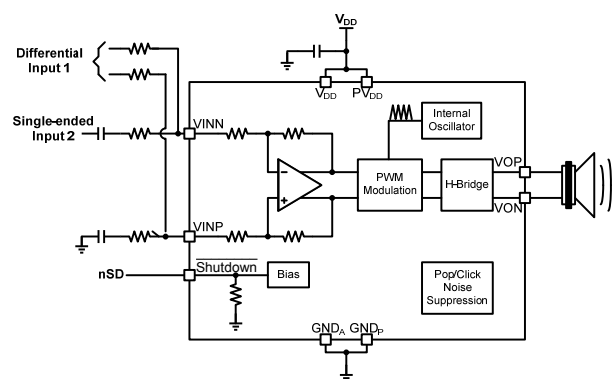 VDD
Differential
Input 1
VDD
PVDD
Internal
Oscillator
Single-ended
Input 2
VINN
VOP
PWM
Modulation
H-Bridge
VON
VINP
Shutdown
nSD
Bias
Pop/Click
Noise
Suppression
GNDA
GNDP